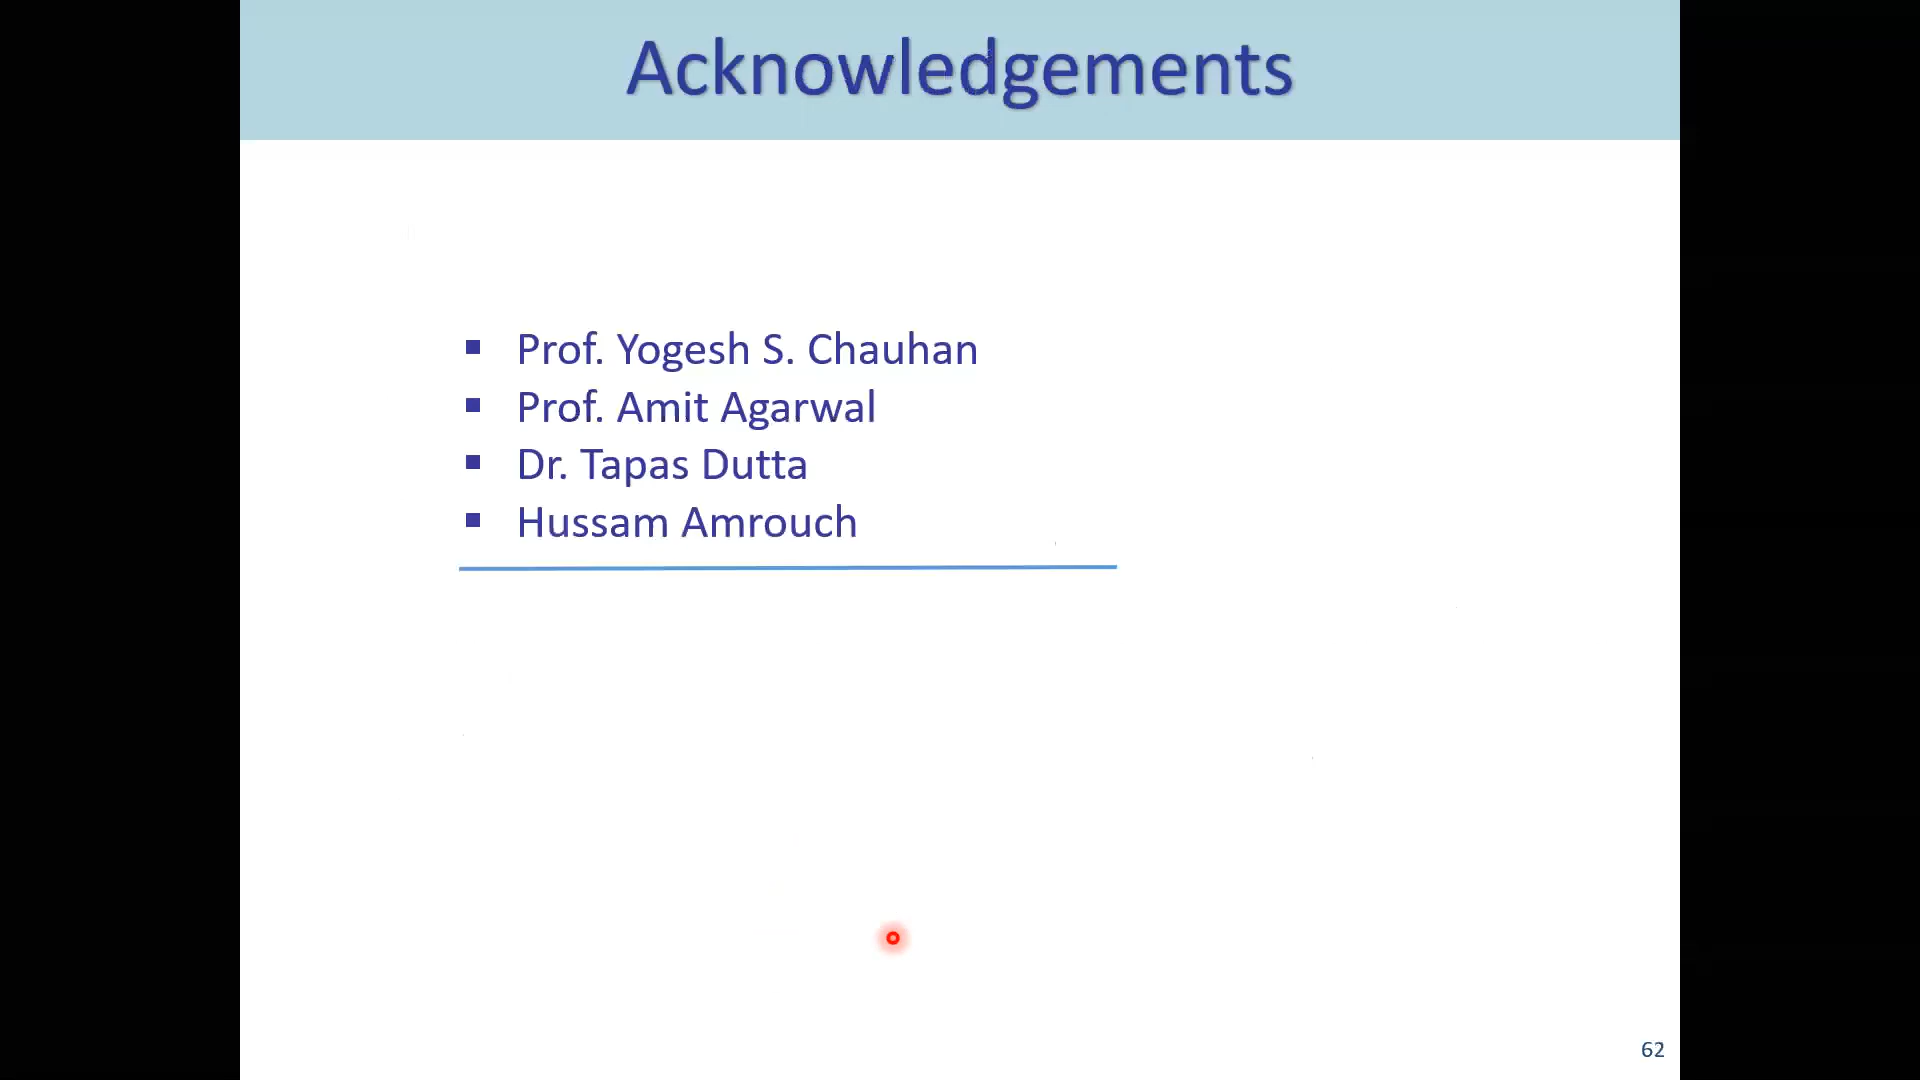 Acknowledgements
Prof. Yogesh S. Chauhan
Prof. Amit Agarwal
Dr. Tapas Dutta
Hussam Amrouch
62